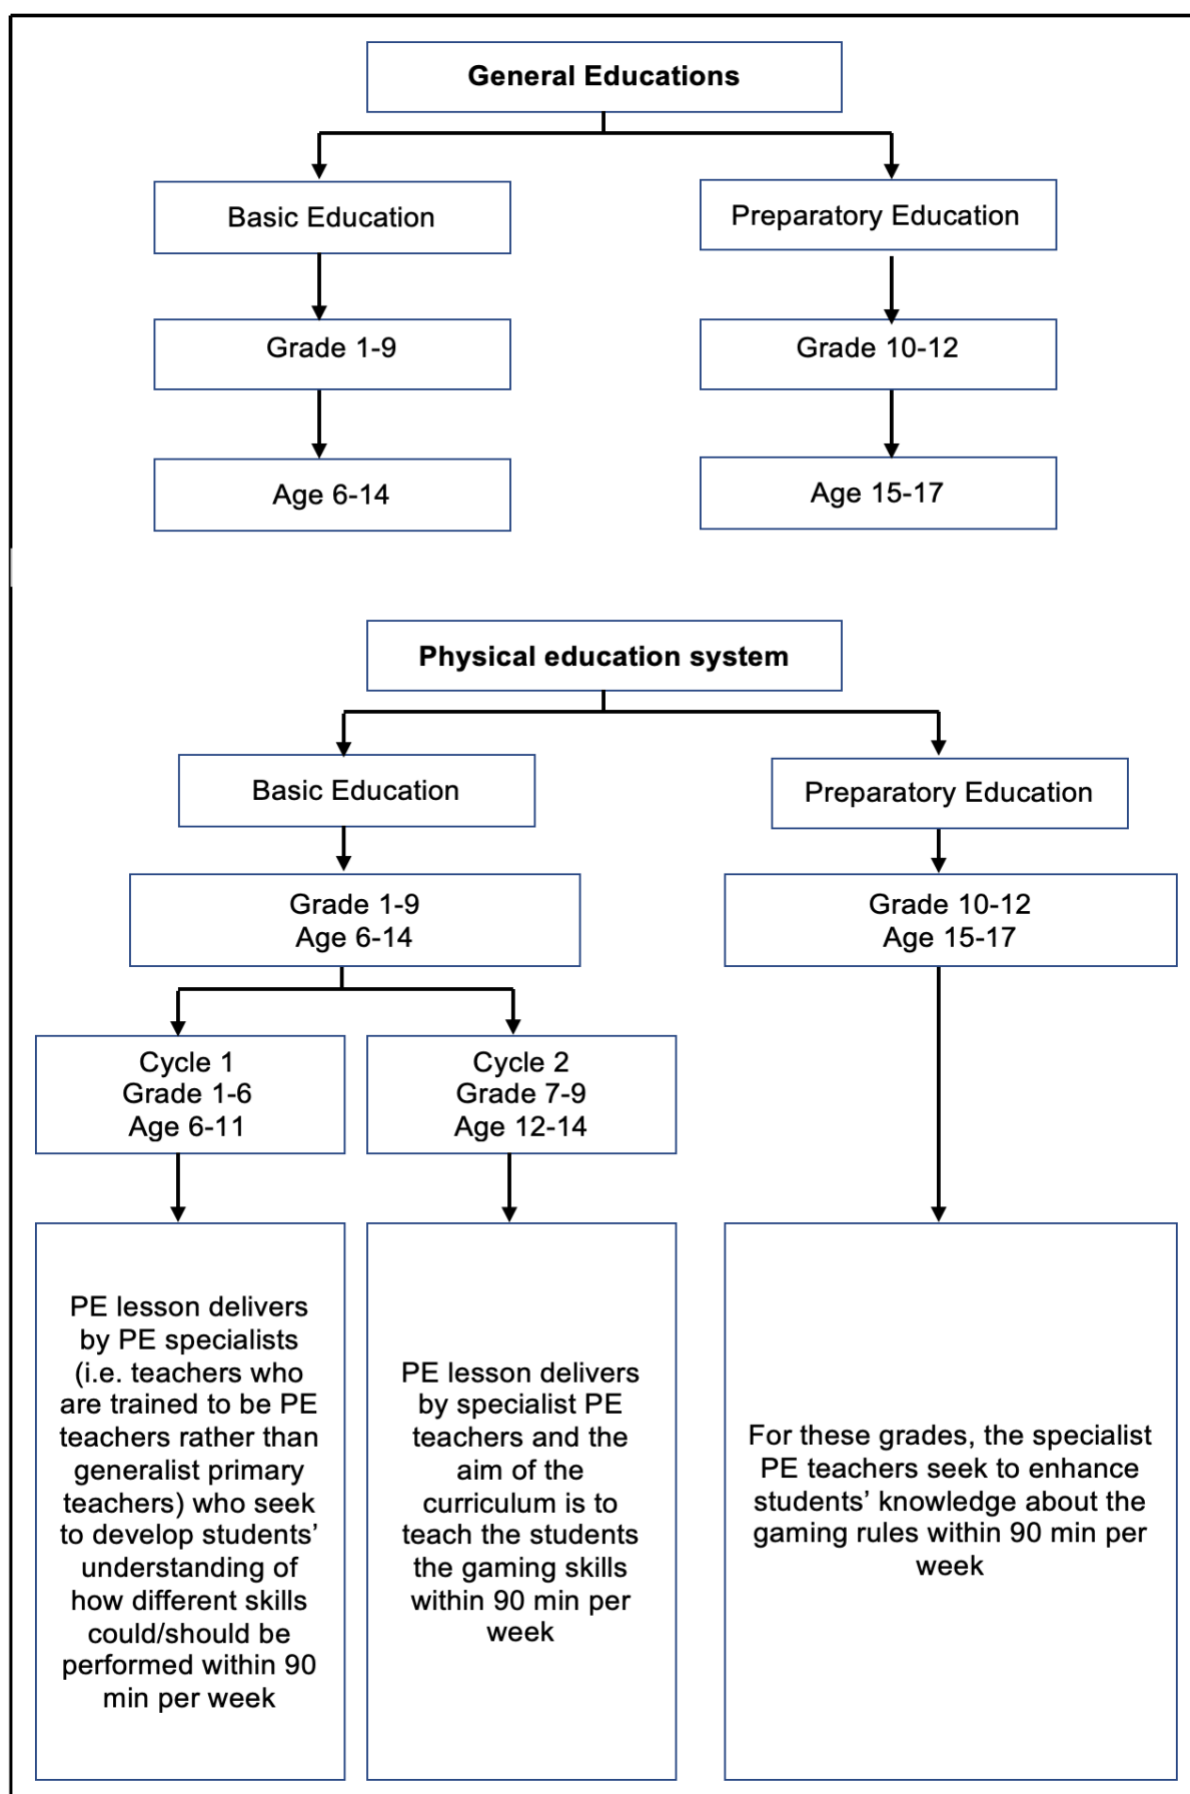 General Educations
Basic Education
Preparatory Education
Grade 1-9
Grade 10-12
Age 6-14
Age 15-17
Physical education system
Basic Education
Preparatory Education
Grade 1-9
Age 6-14
Grade 10-12
Age 15-17
Cycle 1
Grade 1-6
Age 6-11
Cycle 2
Grade 7-9
Age 12-14
PE lesson delivers
by PE specialists
(i.e. teachers who
are trained to be PE
teachers rather than
generalist primary
teachers) who seek
to develop students’
understanding of
how different skills
could/should be
performed within 90
min per week
PE lesson delivers
by specialist PE
teachers and the
aim of the
curriculum is to
teach the students
the gaming skills
within 90 min per
week
For these grades, the specialist
PE teachers seek to enhance
students’ knowledge about the
gaming rules within 90 min per
week